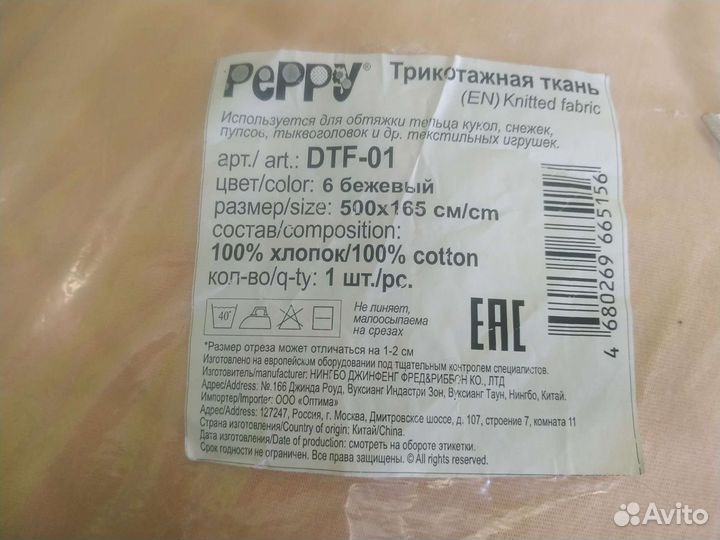 PePPy®
Трикотажная ткань
(EN) Knitted fabric
Используется для обтяжки тельца кукол, снежек,
пупсов, тыквоголовок и др. текстильных игрушек.
арт./ art.: DTF-01
цвет/color: 6 бежевый
размер/size: 500x165 см/cm
состав/composition:
100% хлопок/100% cotton
кол-во/q-ty: 1 шт./pc.
40°
Не линяет,
малоосыпаема
на срезах
EAC
4 680269 665156
*Размер отреза может отличаться на 1-2 см
Изготовлено на европейском оборудовании под тщательным контролем специалистов.
Изготовитель/manufacturer: НИНГБО ДЖИНФЕНГ ФРЕД&РИББОН КО., ЛТД
Адрес/Address: №.166 Джинда Роуд, Вуксианг Индастри Зон, Вуксианг Таун, Нингбо, Китай.
Импортер/Importer: ООО «Оптима»
Адрес/Address: 127247, Россия, г. Москва, Дмитровское шоссе, д. 107, строение 7, комната 11
Страна изготовления/Country of origin: Китай/China.
Дата изготовления/Date of production: смотреть на обороте этикетки.
Срок годности не ограничен. Все права защищены. © All rights reserved.
Avito